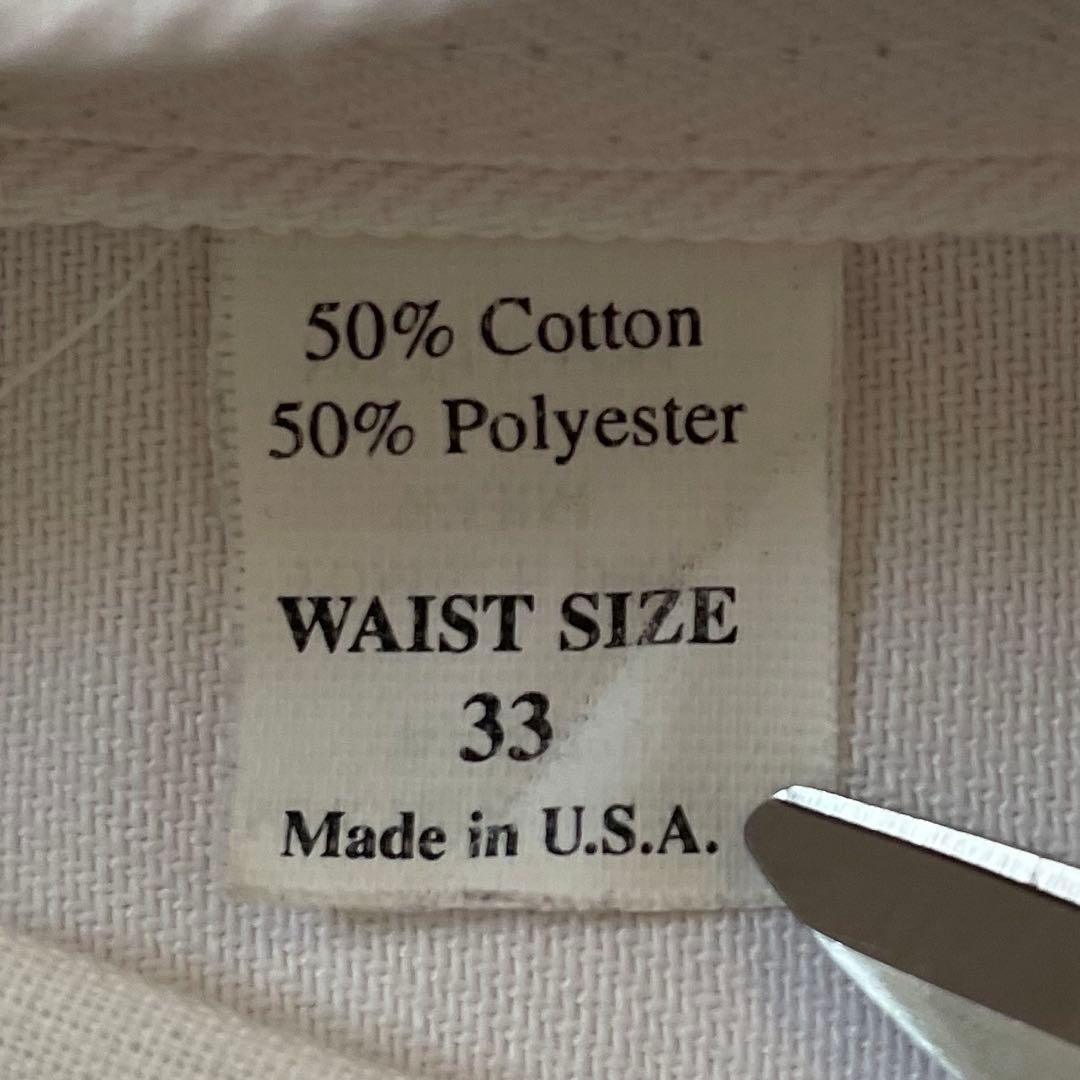 50% Cotton
50% Polyester
WAIST SIZE
33
Made in U.S.A.